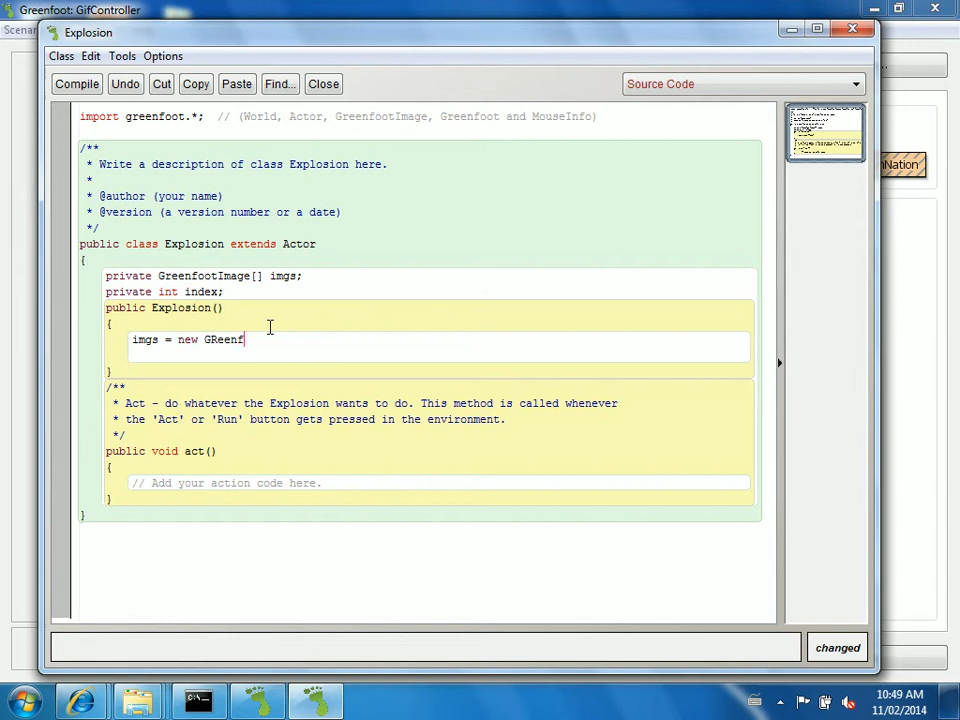 Greenfoot: GifController
Scenar
Explosion
Class Edit Tools Options
Compile Undo Cut Copy Paste Find... Close Source Code
import greenfoot.*;  // (World, Actor, GreenfootImage, Greenfoot and MouseInfo)
/**
 * Write a description of class Explosion here.
 *
 * @author (your name)
 * @version (a version number or a date)
 */
public class Explosion extends Actor
{
private GreenfootImage[] imgs;
private int index;
public Explosion()
{
imgs = new GReenf
}
/**
 * Act - do whatever the Explosion wants to do. This method is called whenever
 * the 'Act' or 'Run' button gets pressed in the environment.
 */
public void act()
{
// Add your action code here.
}
}
Nation
changed
10:49 AM
11/02/2014